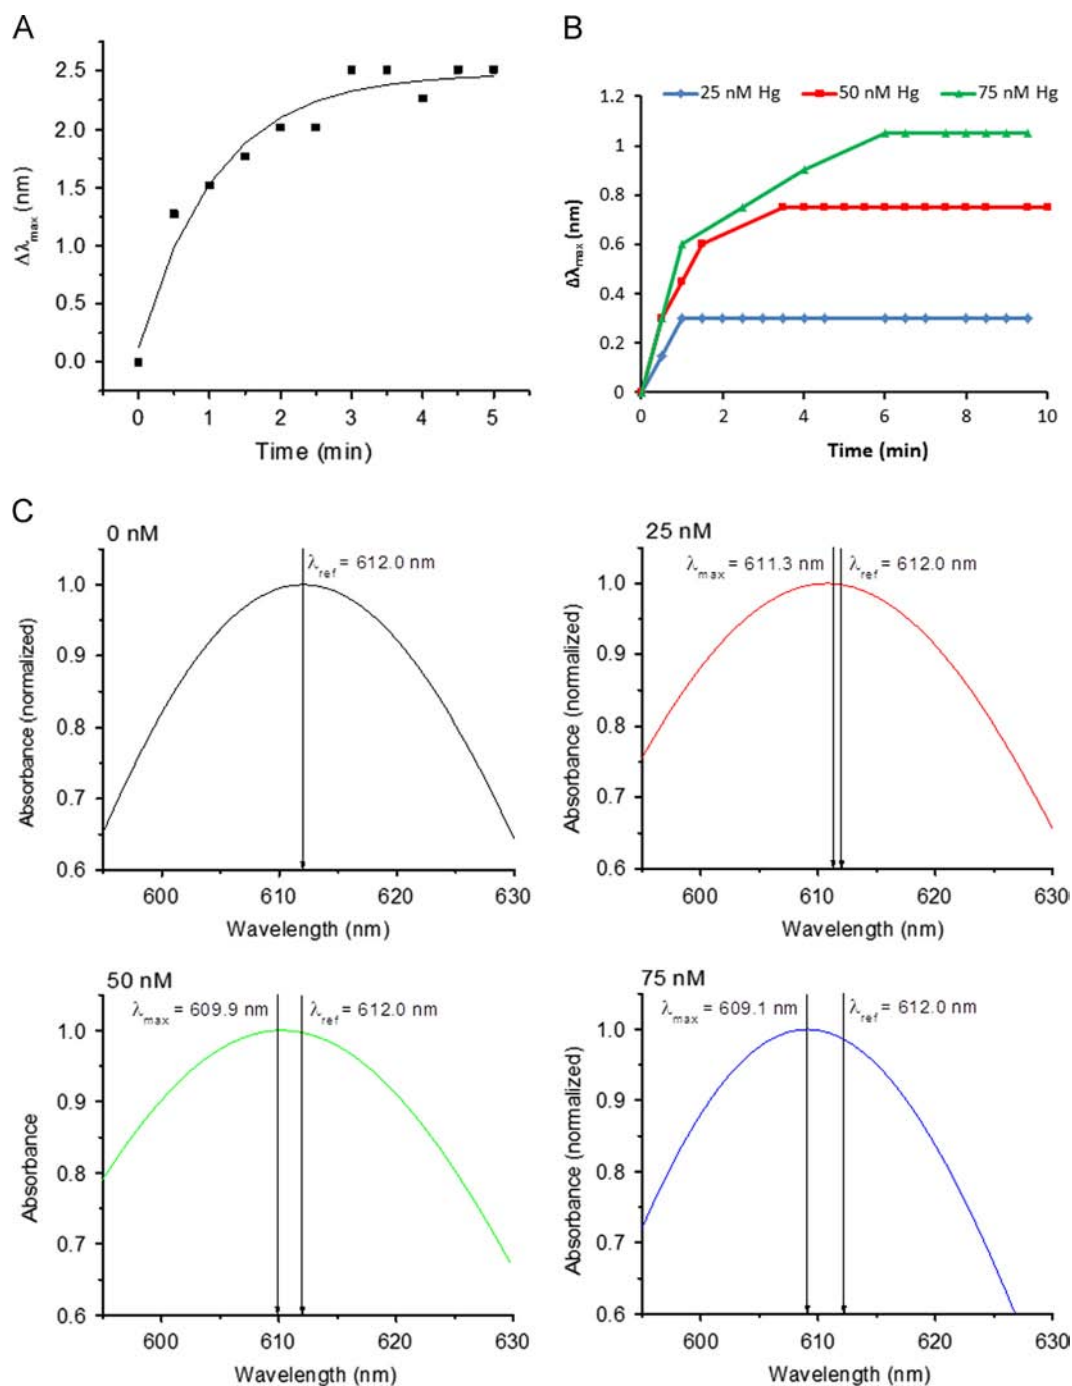 A
2.5
2.0
1.5
1.0
0.5
0.0
Δλmax (nm)
0 1 2 3 4 5
Time (min)
B
25 nM Hg 50 nM Hg 75 nM Hg
1.2
1
0.8
0.6
0.4
0.2
0
Δλmax (nm)
0 2 4 6 8 10
Time (min)
C
0 nM
λref = 612.0 nm
1.0
0.9
0.8
0.7
0.6
Absorbance (normalized)
600 610 620 630
Wavelength (nm)
25 nM
λmax = 611.3 nm λref = 612.0 nm
1.0
0.9
0.8
0.7
0.6
Absorbance (normalized)
600 610 620 630
Wavelength (nm)
50 nM
λmax = 609.9 nm λref = 612.0 nm
1.0
0.9
0.8
0.7
0.6
Absorbance
600 610 620 630
Wavelength (nm)
75 nM
λmax = 609.1 nm λref = 612.0 nm
1.0
0.9
0.8
0.7
0.6
Absorbance (normalized)
600 610 620 630
Wavelength (nm)